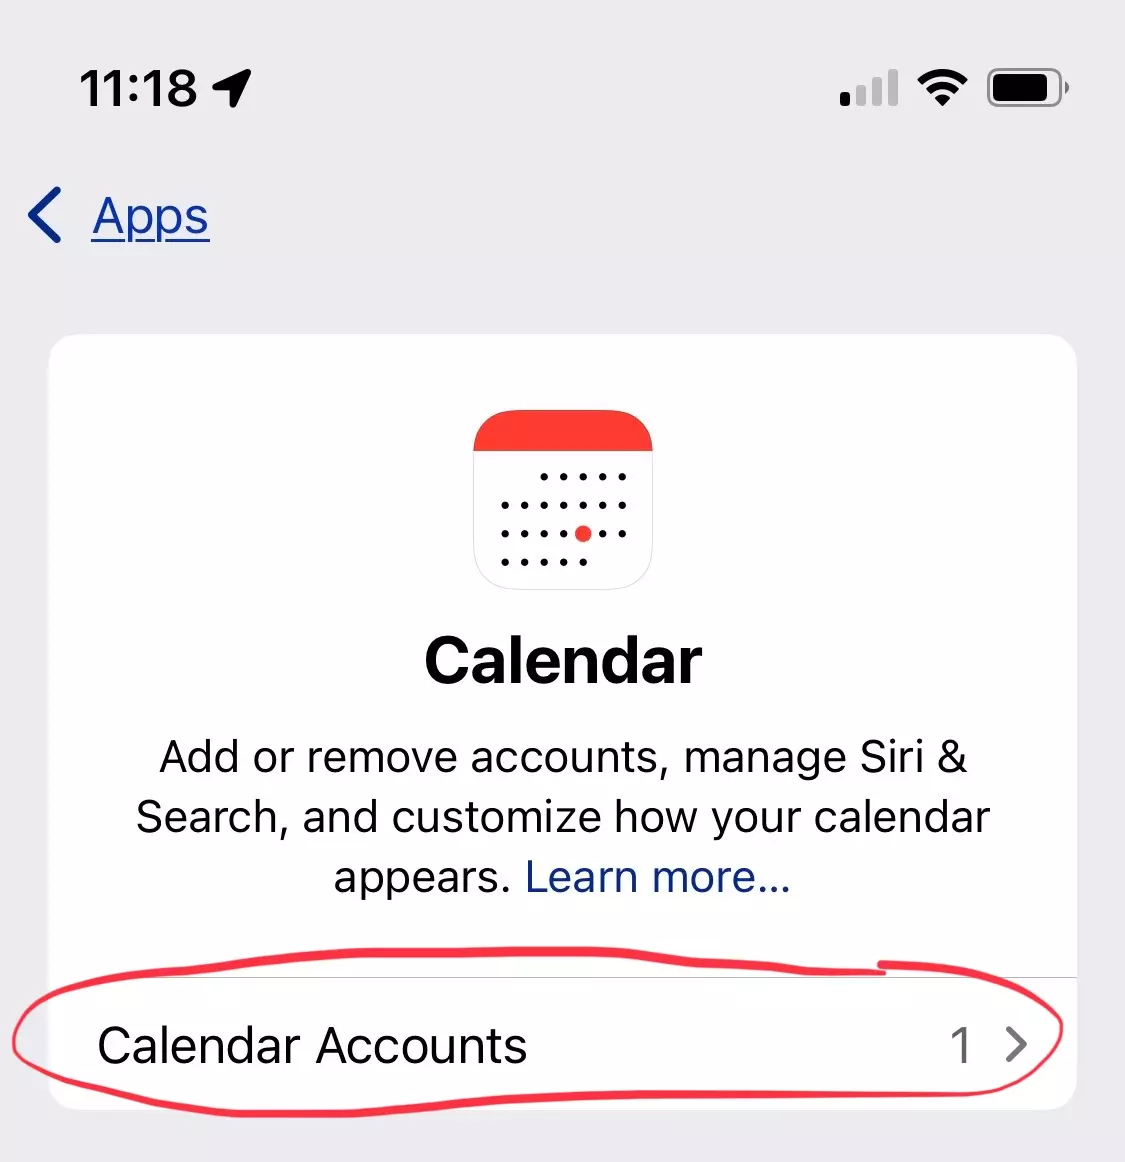 11:18
Apps
Calendar
Add or remove accounts, manage Siri &
Search, and customize how your calendar
appears. Learn more...
Calendar Accounts 1